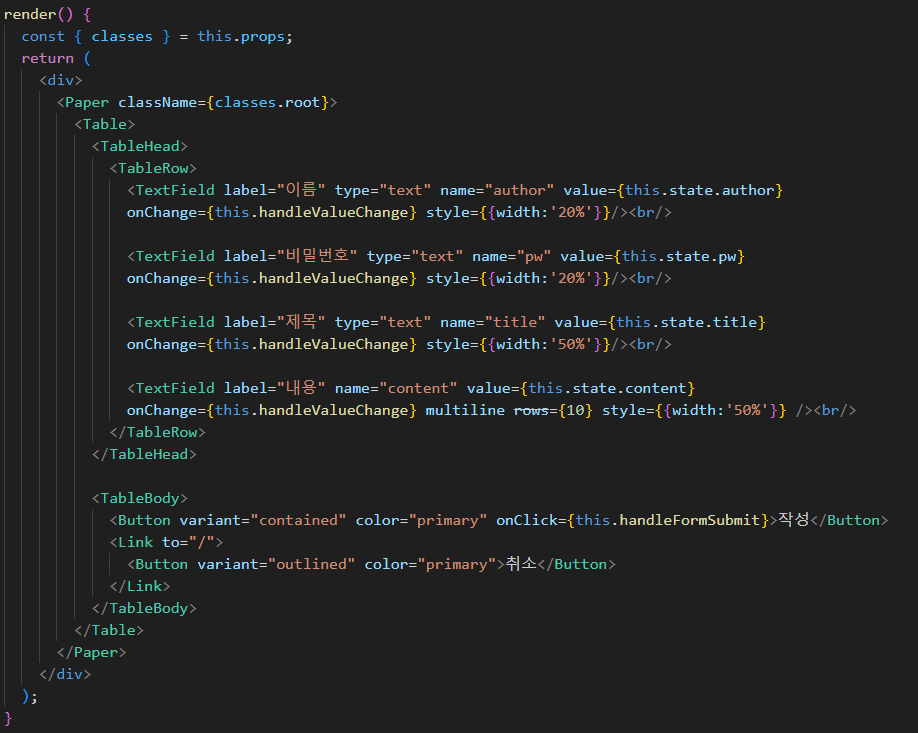 render() {
const { classes } = this.props;
return (
<div>
<Paper className={classes.root}>
<Table>
<TableHead>
<TableRow>
<TextField label="이름" type="text" name="author" value={this.state.author}
onChange={this.handleValueChange} style={{width:'20%'}}/><br/>
<TextField label="비밀번호" type="text" name="pw" value={this.state.pw}
onChange={this.handleValueChange} style={{width:'20%'}}/><br/>
<TextField label="제목" type="text" name="title" value={this.state.title}
onChange={this.handleValueChange} style={{width:'50%'}}/><br/>
<TextField label="내용" name="content" value={this.state.content}
onChange={this.handleValueChange} multiline rows={10} style={{width:'50%'}} /><br/>
</TableRow>
</TableHead>
<TableBody>
<Button variant="contained" color="primary" onClick={this.handleFormSubmit}>작성</Button>
<Link to="/">
<Button variant="outlined" color="primary">취소</Button>
</Link>
</TableBody>
</Table>
</Paper>
</div>
);
}